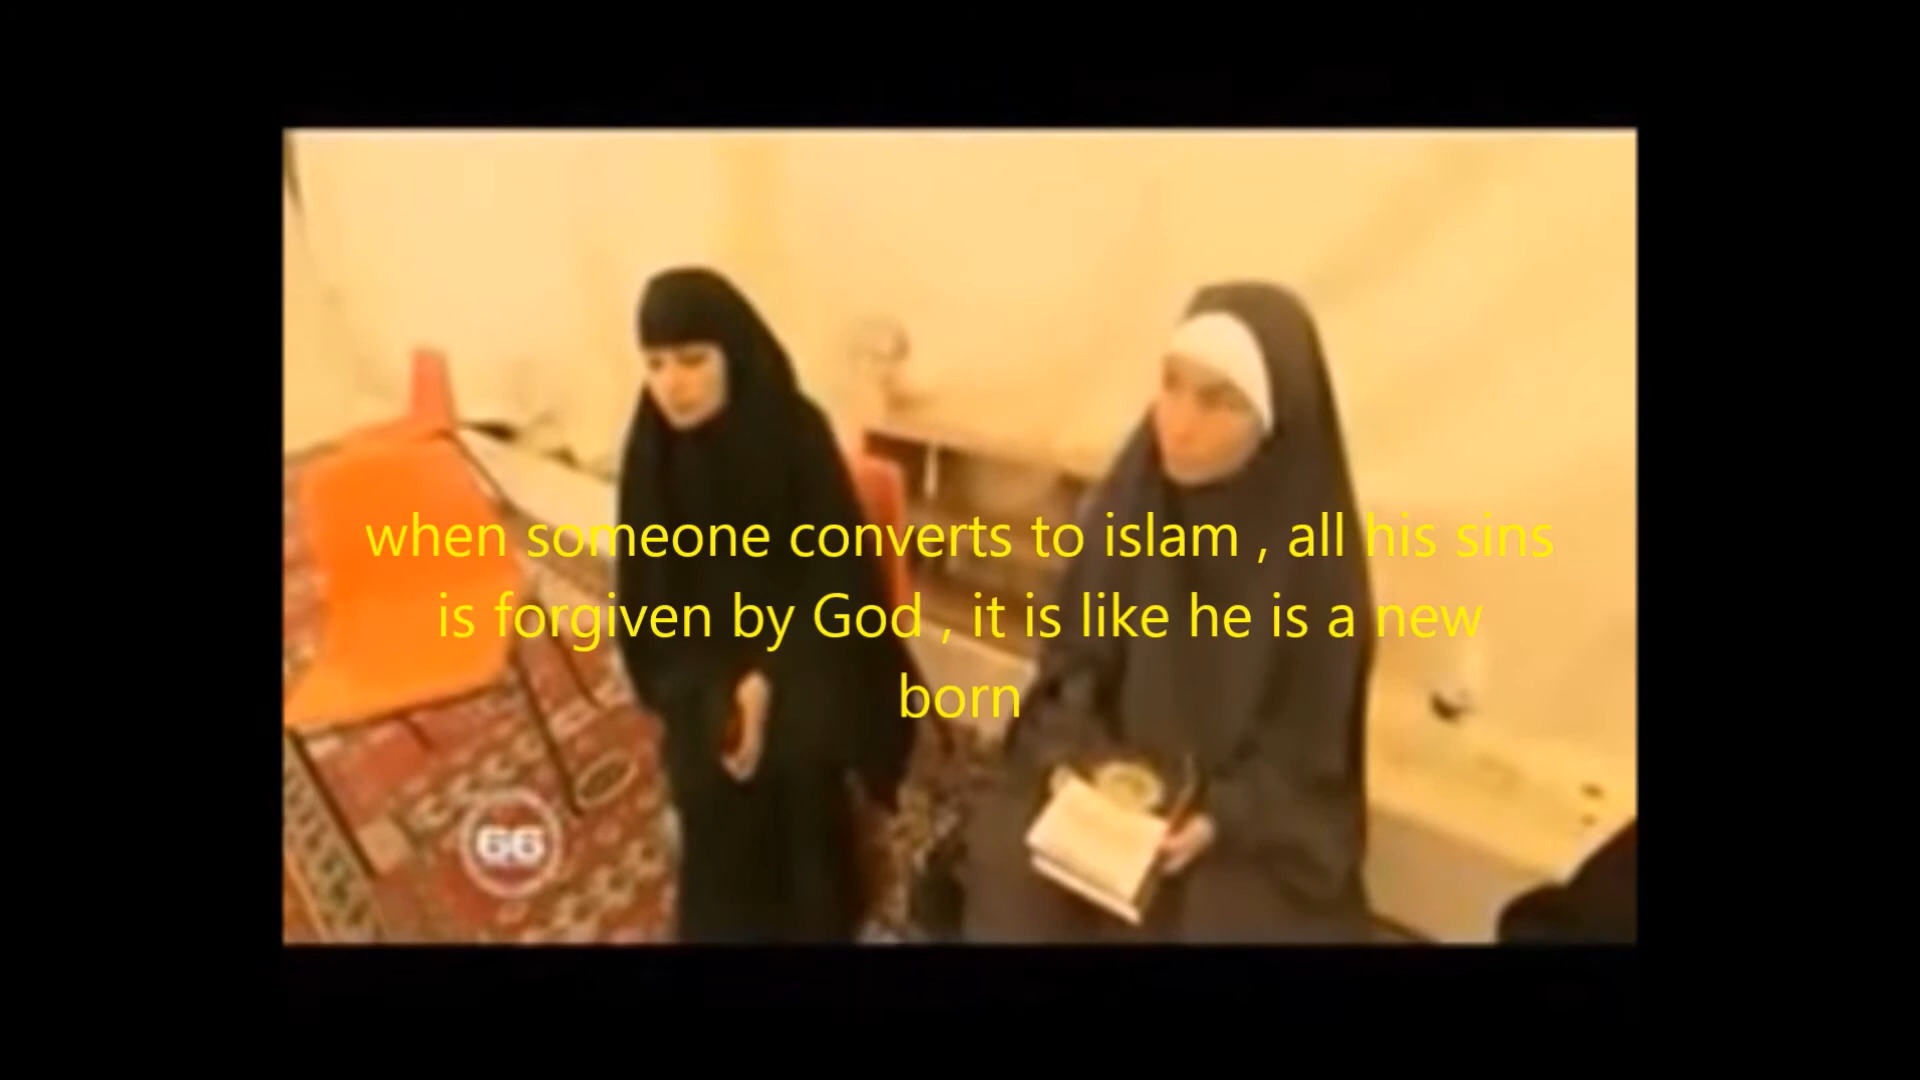 when someone converts to islam , all his sins
is forgiven by God , it is like he is a new
born
66